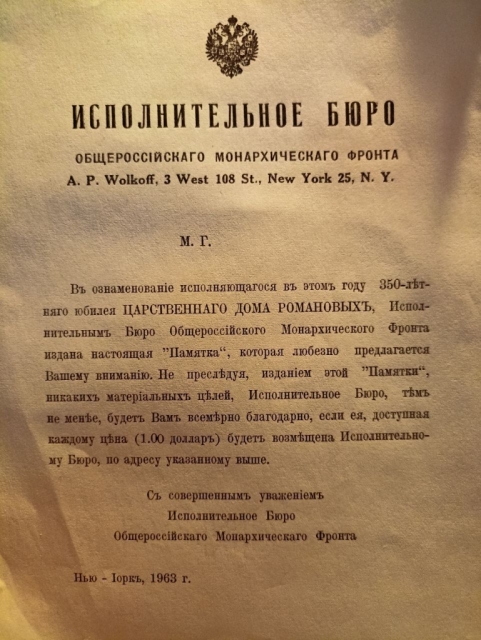 ИСПОЛНИТЕЛЬНОЕ БЮРО
ОБЩЕРОССІЙСКАГО МОНАРХИЧЕСКАГО ФРОНТА
A. P. Wolkoff, 3 West 108 St., New York 25, N. Y.
М. Г.
Въ ознаменованіе исполняющагося въ этомъ году 350-лѣт-
няго юбилея ЦАРСТВЕННАГО ДОМА РОМАНОВЫХЪ, Испол-
нительнымъ Бюро Общероссійскаго Монархическаго Фронта
издана настоящая "Памятка", которая любезно предлагается
Вашему вниманію. Не преслѣдуя, изданіемъ этой "Памятки",
никакихъ матеріальныхъ цѣлей, Исполнительное Бюро, тѣмъ
не менѣе, будетъ Вамъ всемѣрно благодарно, если ея, доступная
каждому цѣна (1.00 долларъ) будетъ возмѣщена Исполнительно-
му Бюро, по адресу указанному выше.
Съ совершеннымъ уваженіемъ
Исполнительное Бюро
Общероссійскаго Монархическаго Фронта
Нью - Іоркъ, 1963 г.